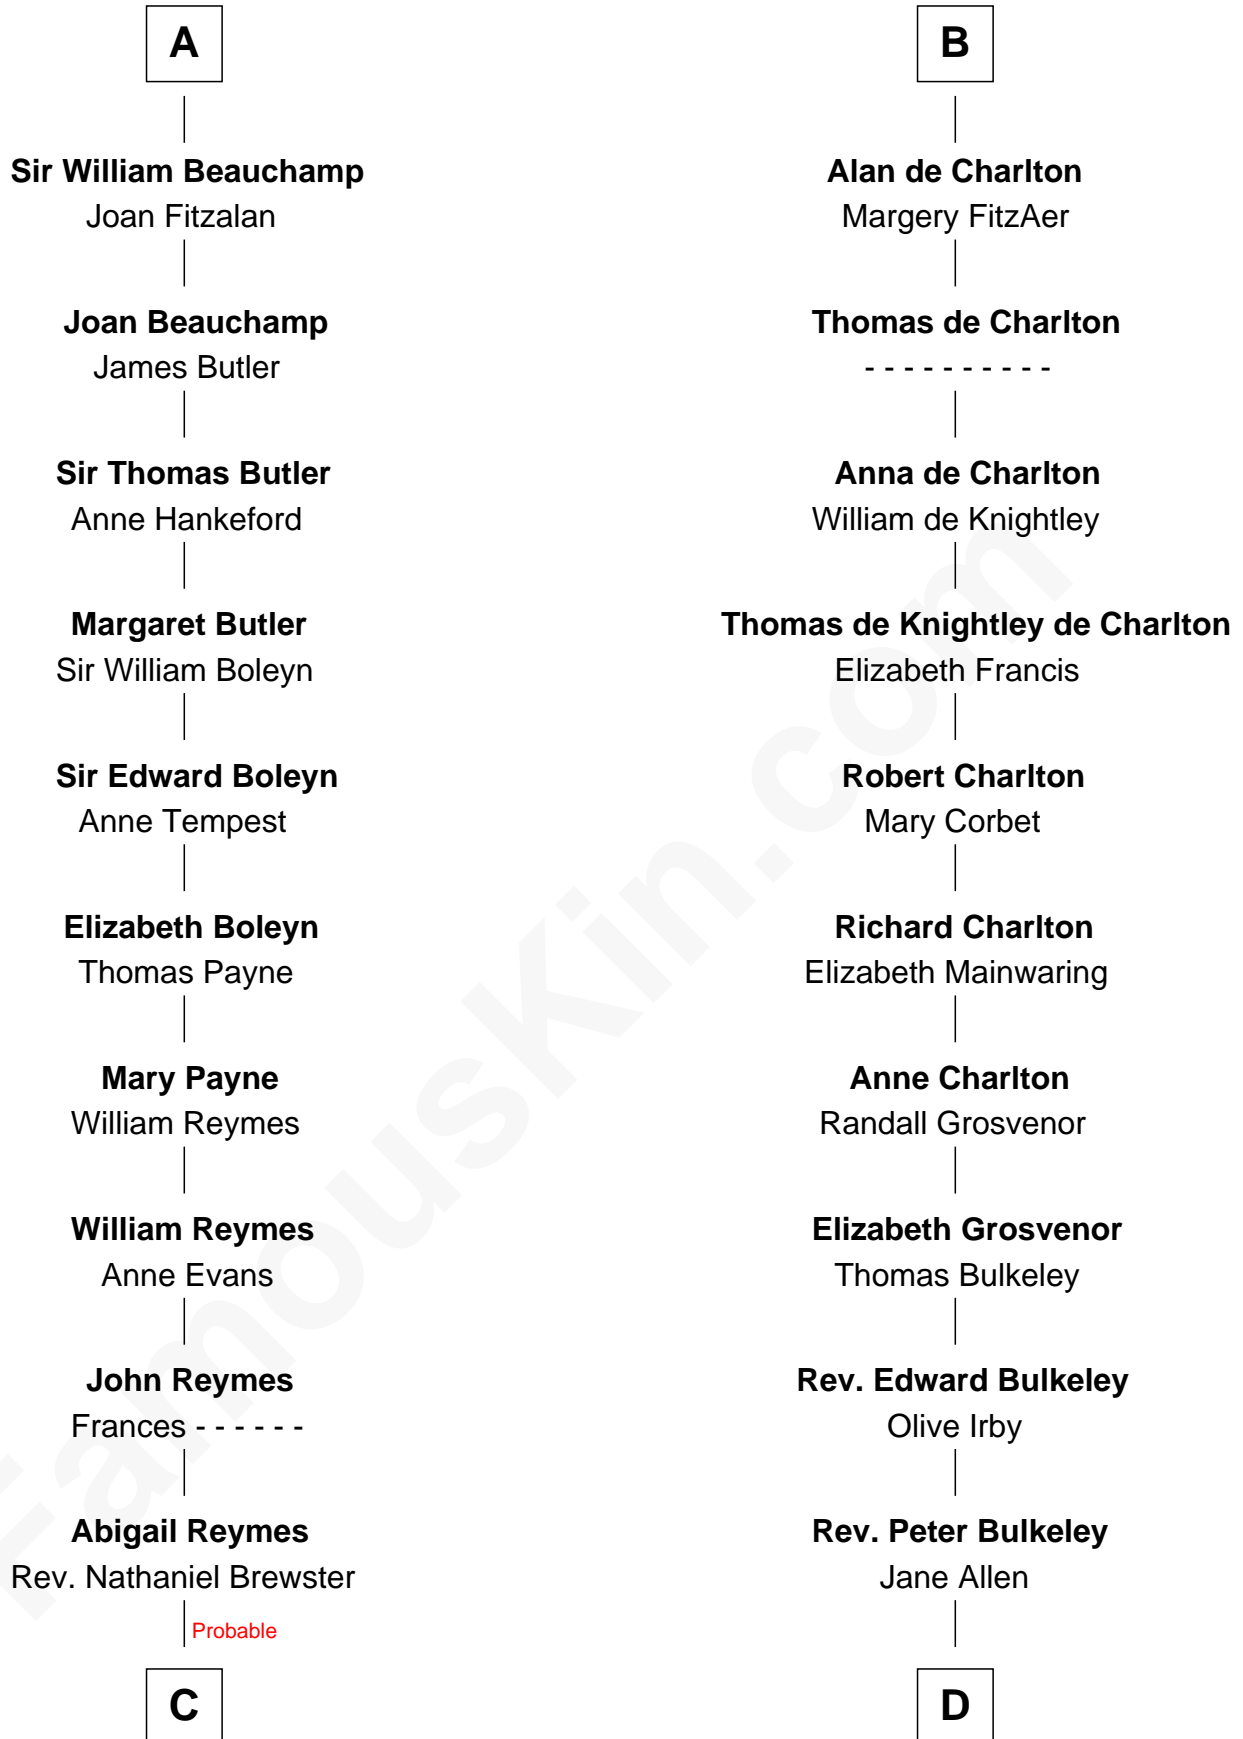 A
Sir William Beauchamp
Joan Fitzalan
Joan Beauchamp
James Butler
Sir Thomas Butler
Anne Hankeford
Margaret Butler
Sir William Boleyn
Sir Edward Boleyn
Anne Tempest
Elizabeth Boleyn
Thomas Payne
Mary Payne
William Reymes
William Reymes
Anne Evans
John Reymes
Frances - - - - - -
Abigail Reymes
Rev. Nathaniel Brewster
Probable
C
B
Alan de Charlton
Margery FitzAer
Thomas de Charlton
- - - - - - - - - -
Anna de Charlton
William de Knightley
Thomas de Knightley de Charlton
Elizabeth Francis
Robert Charlton
Mary Corbet
Richard Charlton
Elizabeth Mainwaring
Anne Charlton
Randall Grosvenor
Elizabeth Grosvenor
Thomas Bulkeley
Rev. Edward Bulkeley
Olive Irby
Rev. Peter Bulkeley
Jane Allen
D
FamousKin.com